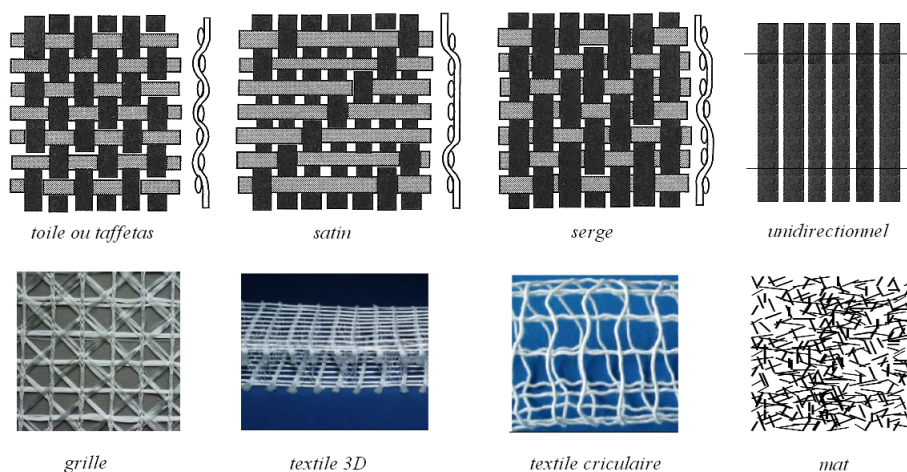 toile ou taffetas
satin
serge
unidirectionnel
grille
textile 3D
textile criculaire
mat